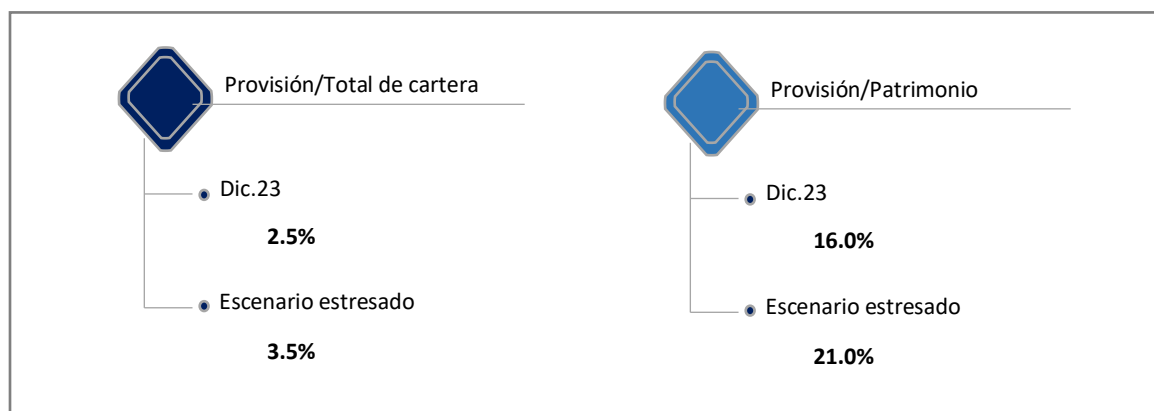 Provisión/Total de cartera
Dic.23
2.5%
Escenario estresado
3.5%
Provisión/Patrimonio
Dic.23
16.0%
Escenario estresado
21.0%